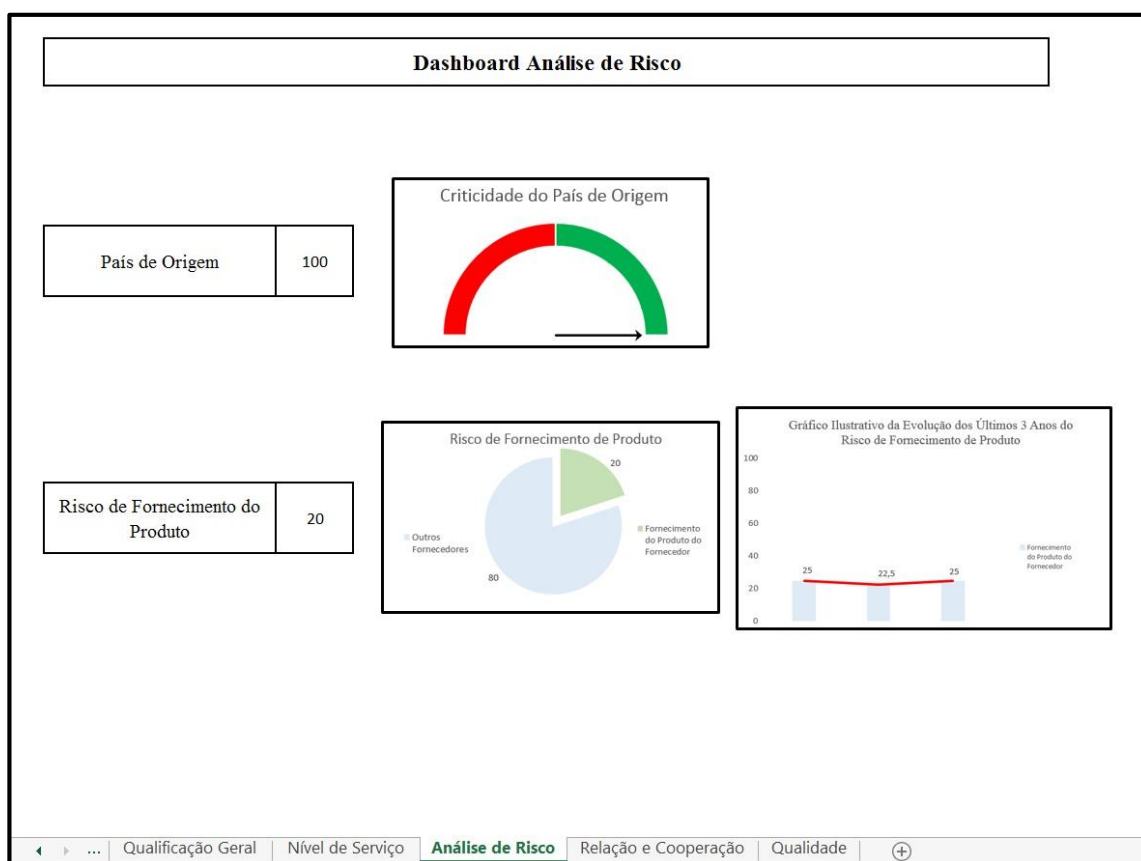 Dashboard Análise de Risco
Criticidade do País de Origem
País de Origem
100
Risco de Fornecimento do
Produto
20
Risco de Fornecimento de Produto
20
Outros
Fornecedores
Fornecimento
do Produto do
Fornecedor
80
Gráfico Ilustrativo da Evolução dos Últimos 3 Anos do
Risco de Fornecimento de Produto
100
80
60
40
20
0
25
22,5
25
Fornecimento
do Produto do
Fornecedor
... Qualificação Geral Nível de Serviço Análise de Risco Relação e Cooperação Qualidade